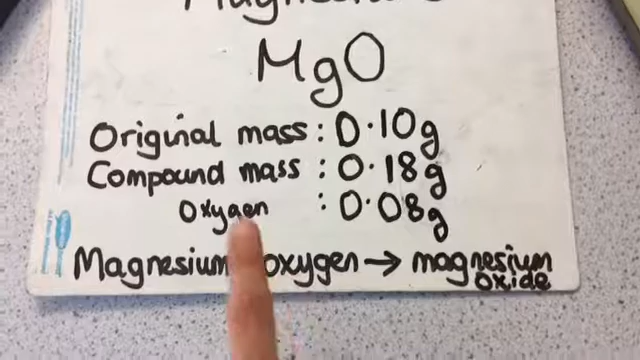 MgO
Original mass : 0.10g
Compound mass : 0.18g
Oxygen : 0.08g
Magnesium oxygen → magnesium
oxide